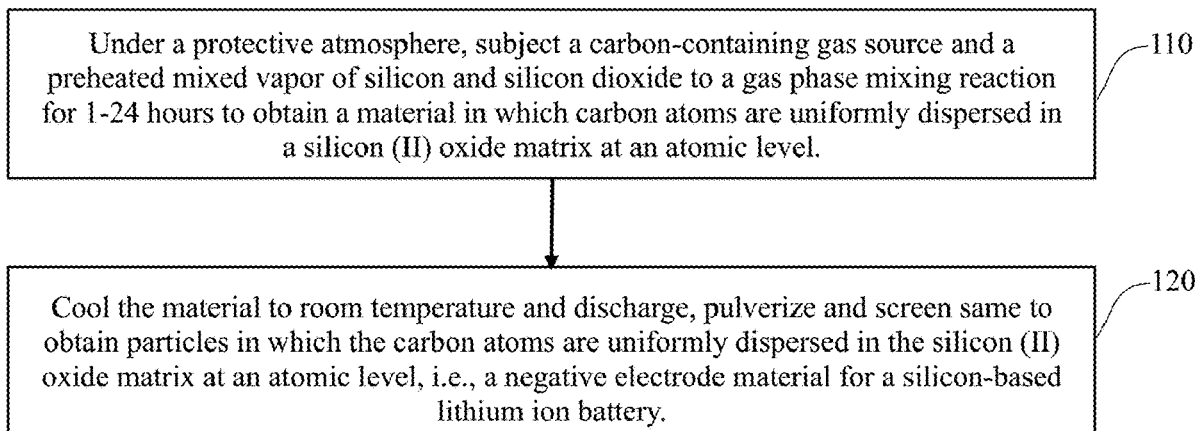 Under a protective atmosphere, subject a carbon-containing gas source and a
preheated mixed vapor of silicon and silicon dioxide to a gas phase mixing reaction
for 1-24 hours to obtain a material in which carbon atoms are uniformly dispersed in
a silicon (II) oxide matrix at an atomic level.
110
Cool the material to room temperature and discharge, pulverize and screen same to
obtain particles in which the carbon atoms are uniformly dispersed in the silicon (II)
oxide matrix at an atomic level, i.e., a negative electrode material for a silicon-based
lithium ion battery.
120